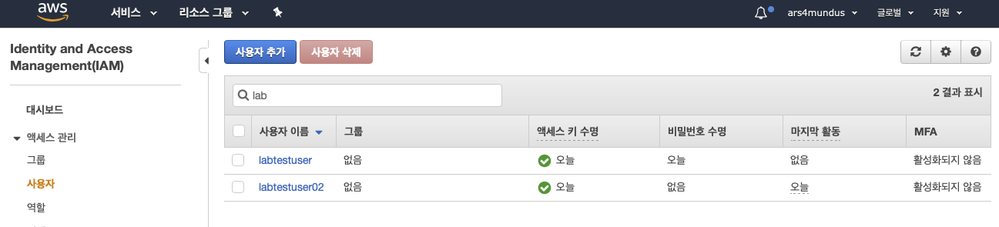 aws 서비스 리소스 그룹 ars4mundus 글로벌 지원
Identity and Access
Management(IAM)
대시보드
액세스 관리
그룹
사용자
역할
사용자 추가 사용자 삭제
lab
2 결과 표시
사용자 이름 그룹 액세스 키 수명 비밀번호 수명 마지막 활동 MFA
labtestuser 없음 오늘 오늘 없음 활성화되지 않음
labtestuser02 없음 오늘 없음 오늘 활성화되지 않음